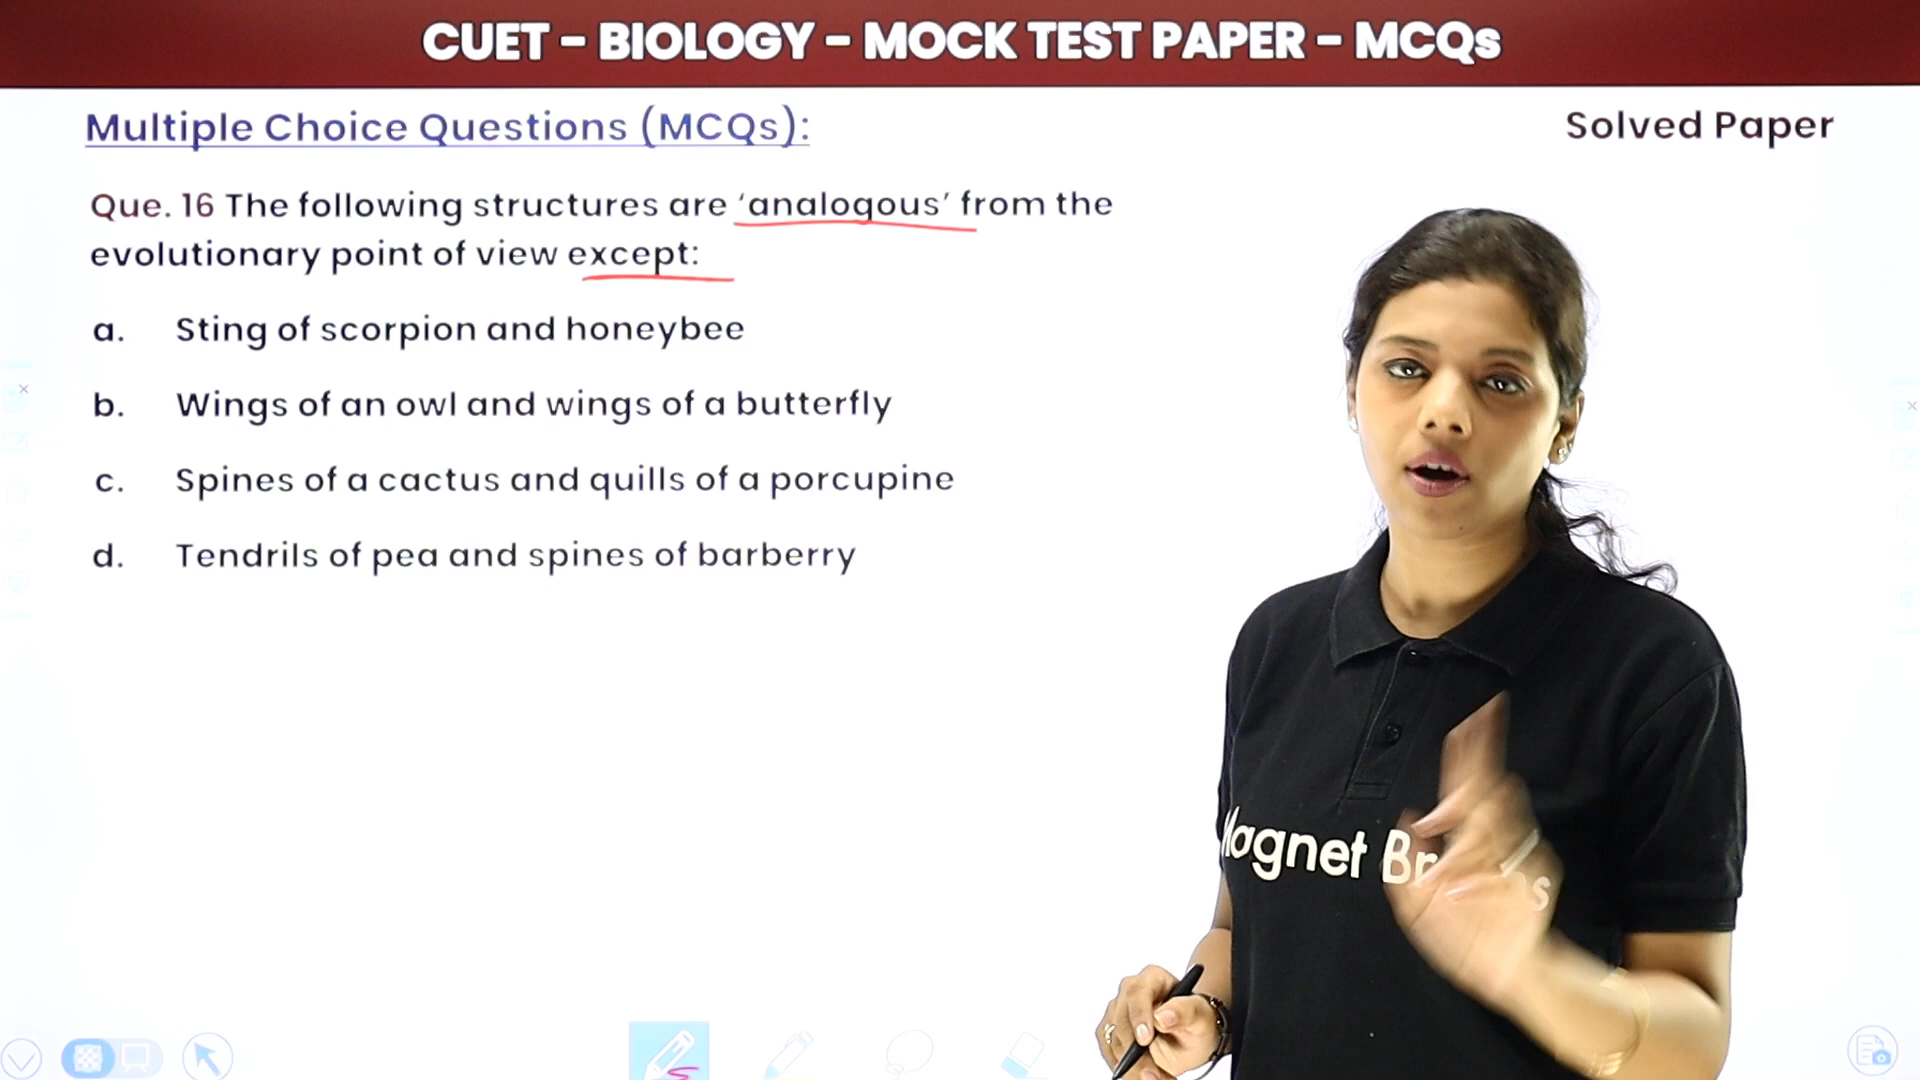 CUET - BIOLOGY - MOCK TEST PAPER - MCQs
Multiple Choice Questions (MCQs):
Solved Paper
Que. 16 The following structures are ‘analogous’ from the
evolutionary point of view except:
a. Sting of scorpion and honeybee
b. Wings of an owl and wings of a butterfly
c. Spines of a cactus and quills of a porcupine
d. Tendrils of pea and spines of barberry
Magnet